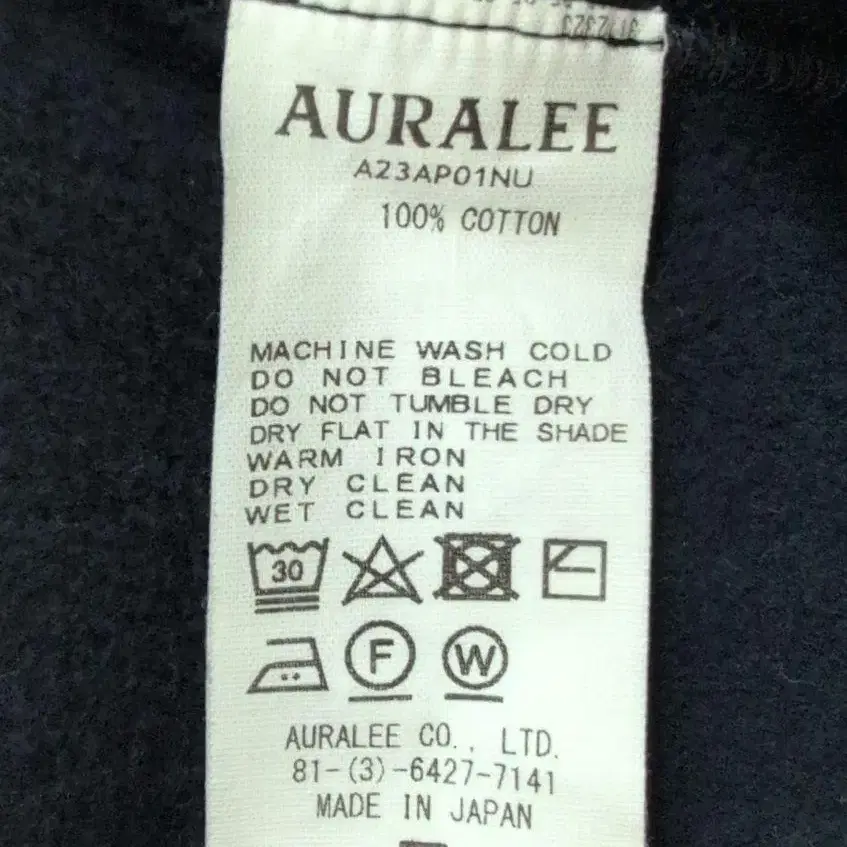 AURALEE
A23AP01NU
100% COTTON
MACHINE WASH COLD
DO NOT BLEACH
DO NOT TUMBLE DRY
DRY FLAT IN THE SHADE
WARM IRON
DRY CLEAN
WET CLEAN
30
F W
AURALEE CO., LTD.
81-(3)-6427-7141
MADE IN JAPAN